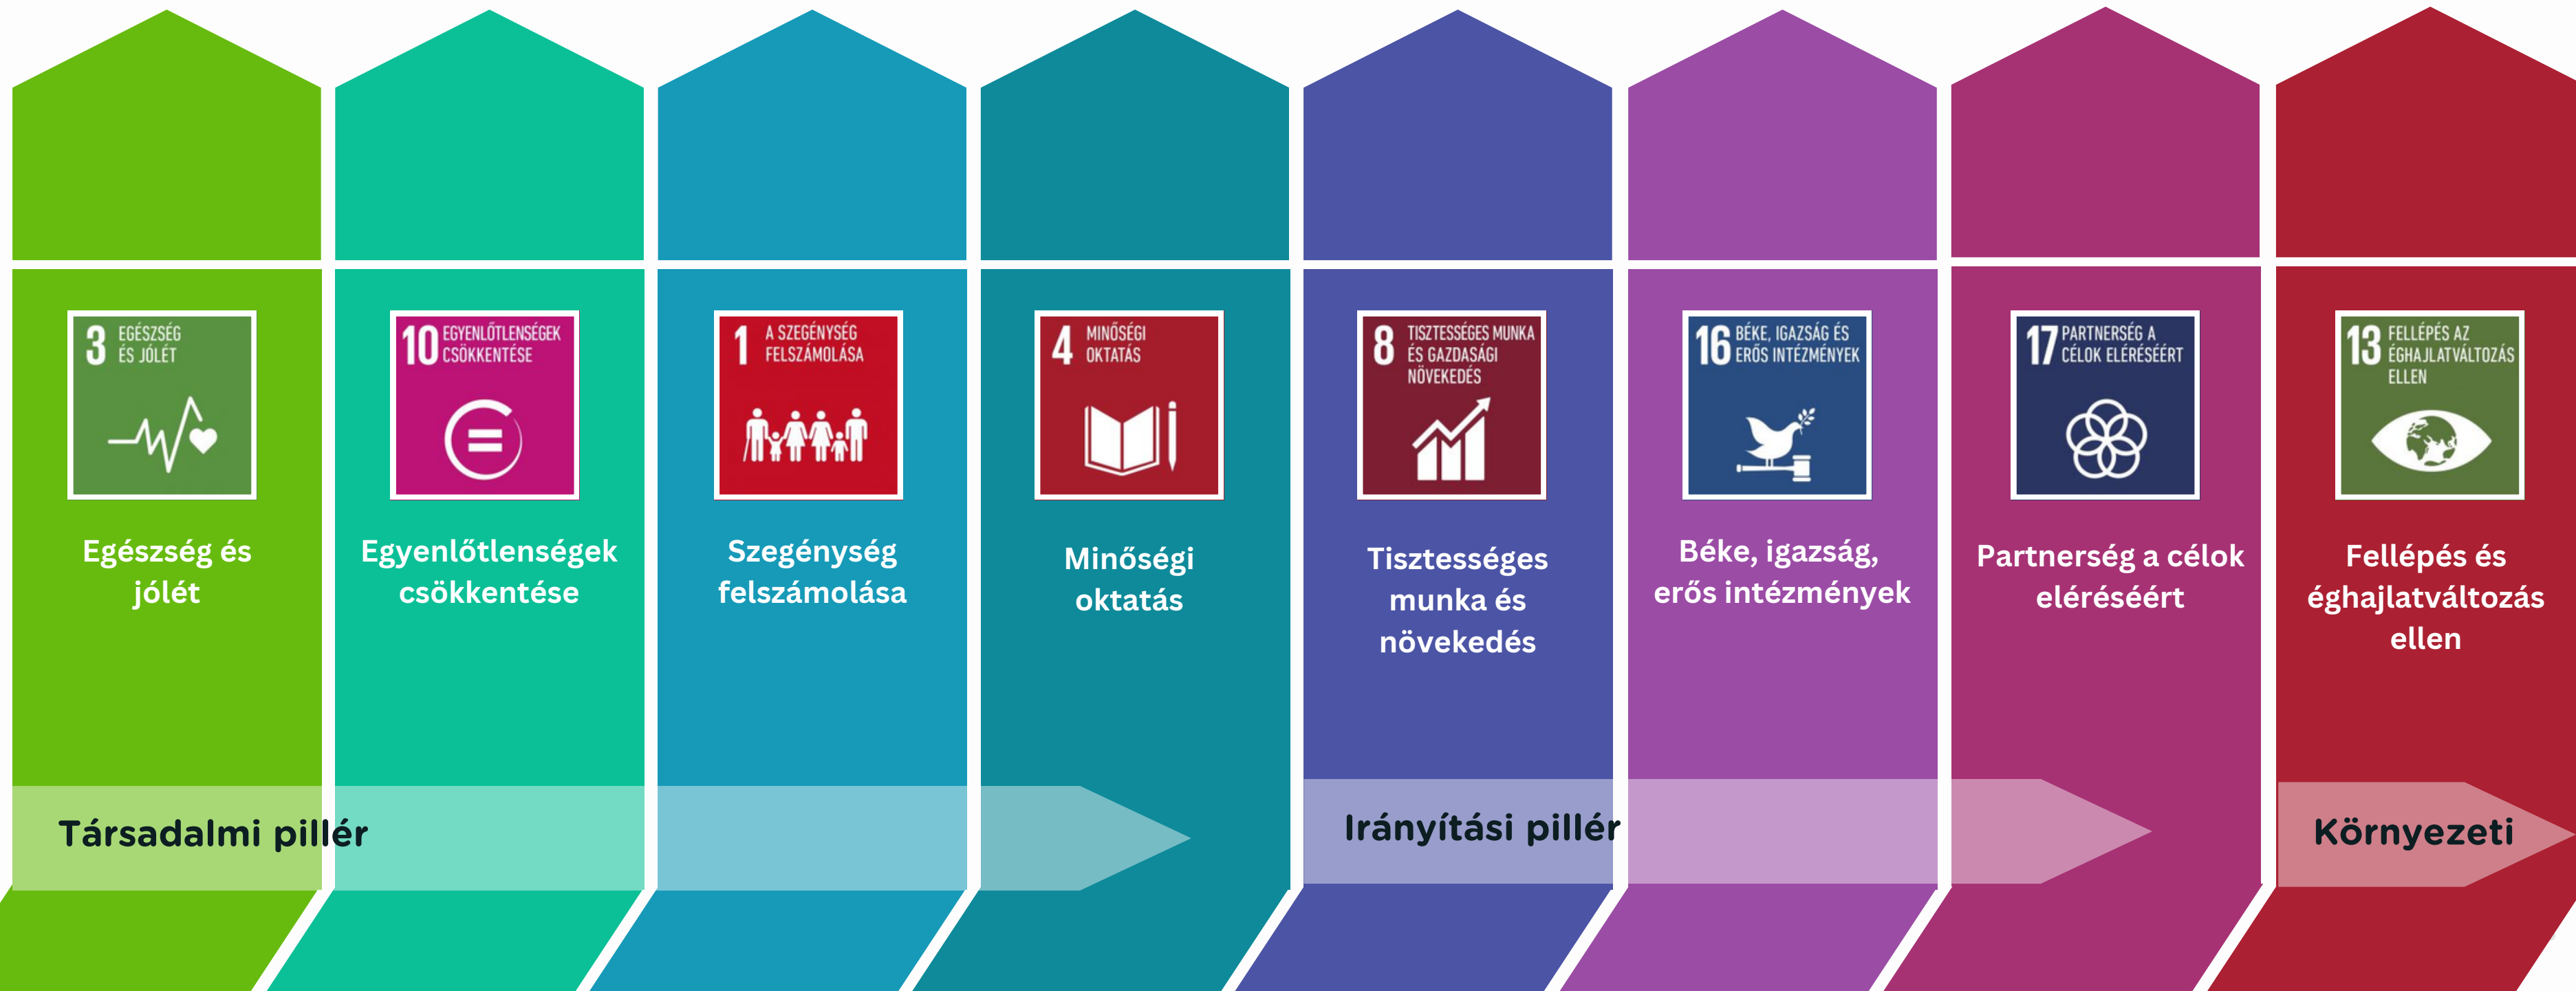 3 EGÉSZSÉG
ÉS JÓLÉT
Egészség és
jólét
10 EGYENLŐTLENSÉGEK
CSÖKKENTÉSE
Egyenlőtlenségek
csökkentése
1 A SZEGÉNYSÉG
FELSZÁMOLÁSA
Szegénység
felszámolása
4 MINŐSÉGI
OKTATÁS
Minőségi
oktatás
8 TISZTESSÉGES MUNKA
ÉS GAZDASÁGI
NÖVEKEDÉS
Tisztességes
munka és
növekedés
16 BÉKE, IGAZSÁG ÉS
ERŐS INTÉZMÉNYEK
Béke, igazság,
erős intézmények
17 PARTNERSÉG A
CÉLOK ELÉRÉSÉÉRT
Partnerség a célok
eléréséért
13 FELLÉPÉS AZ
ÉGHAJLATVÁLTOZÁS
ELLEN
Fellépés és
éghajlatváltozás
ellen
Társadalmi pillér
Irányítási pillér
Környezeti